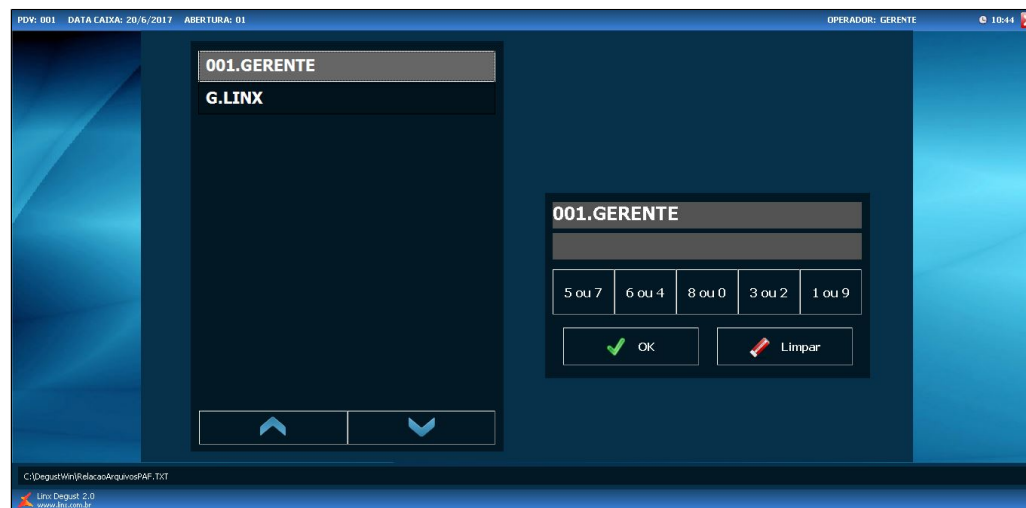 PDV: 001 DATA CAIXA: 20/6/2017 ABERTURA: 01 OPERADOR: GERENTE 10:44
001.GERENTE
G.LINX
001.GERENTE
5 ou 7 6 ou 4 8 ou 0 3 ou 2 1 ou 9
OK Limpar
C:\DegustWin\RelacaoArquivosPAF.TXT
Linx Degust 2.0
www.linx.com.br